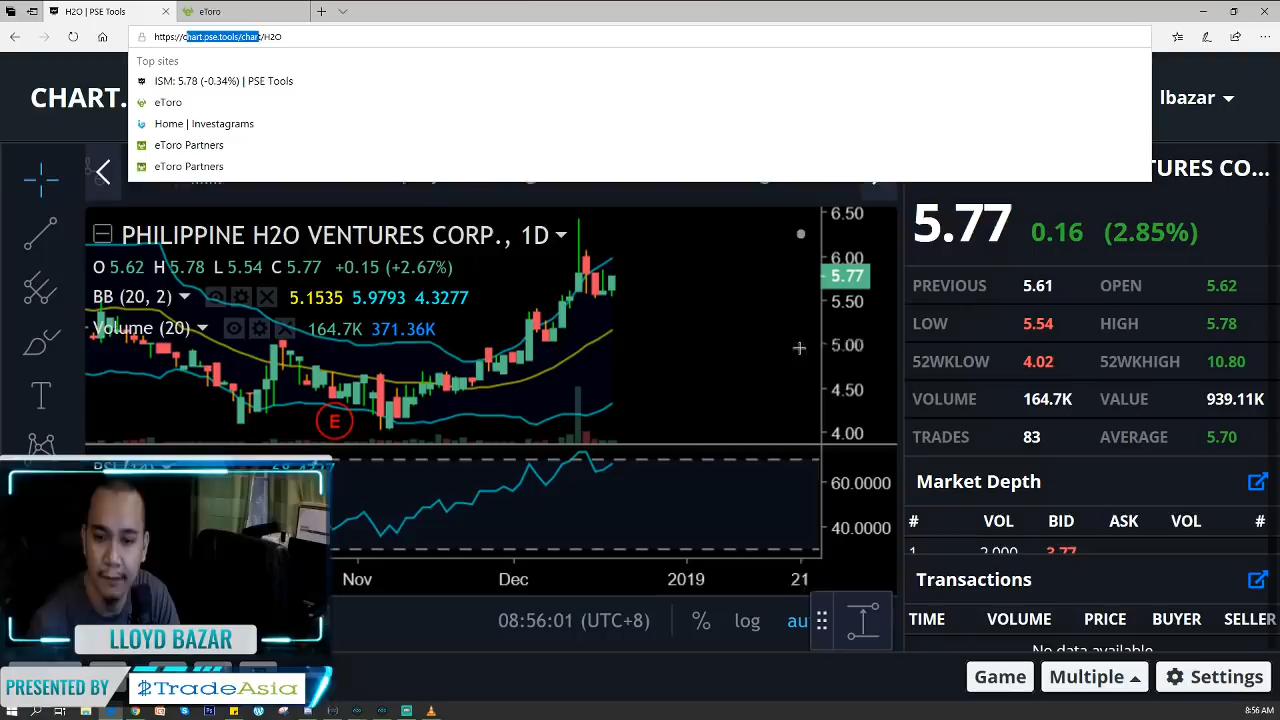 H2O | PSE Tools
eToro
https://chart.pse.tools/chart/H2O
Top sites
ISM: 5.78 (-0.34%) | PSE Tools
eToro
Home | Investagrams
eToro Partners
eToro Partners
CHART.
lbazar
URES CO...
PHILIPPINE H2O VENTURES CORP., 1D
O 5.62 H 5.78 L 5.54 C 5.77 +0.15 (+2.67%)
BB (20, 2) 5.1535 5.9793 4.3277
Volume (20) 164.7K 371.36K
E
6.50
6.00
5.77
5.50
5.00
4.50
4.00
60.0000
40.0000
Nov Dec 2019 21
08:56:01 (UTC+8) % log au
T
5.77 0.16 (2.85%)
PREVIOUS 5.61 OPEN 5.62
LOW 5.54 HIGH 5.78
52WKLOW 4.02 52WKHIGH 10.80
VOLUME 164.7K VALUE 939.11K
TRADES 83 AVERAGE 5.70
Market Depth
# VOL BID ASK VOL #
1 2,000 3.77
Transactions
TIME VOLUME PRICE BUYER SELLER
No data available
Game Multiple Settings
LLOYD BAZAR
PRESENTED BY TradeAsia
8:56 AM